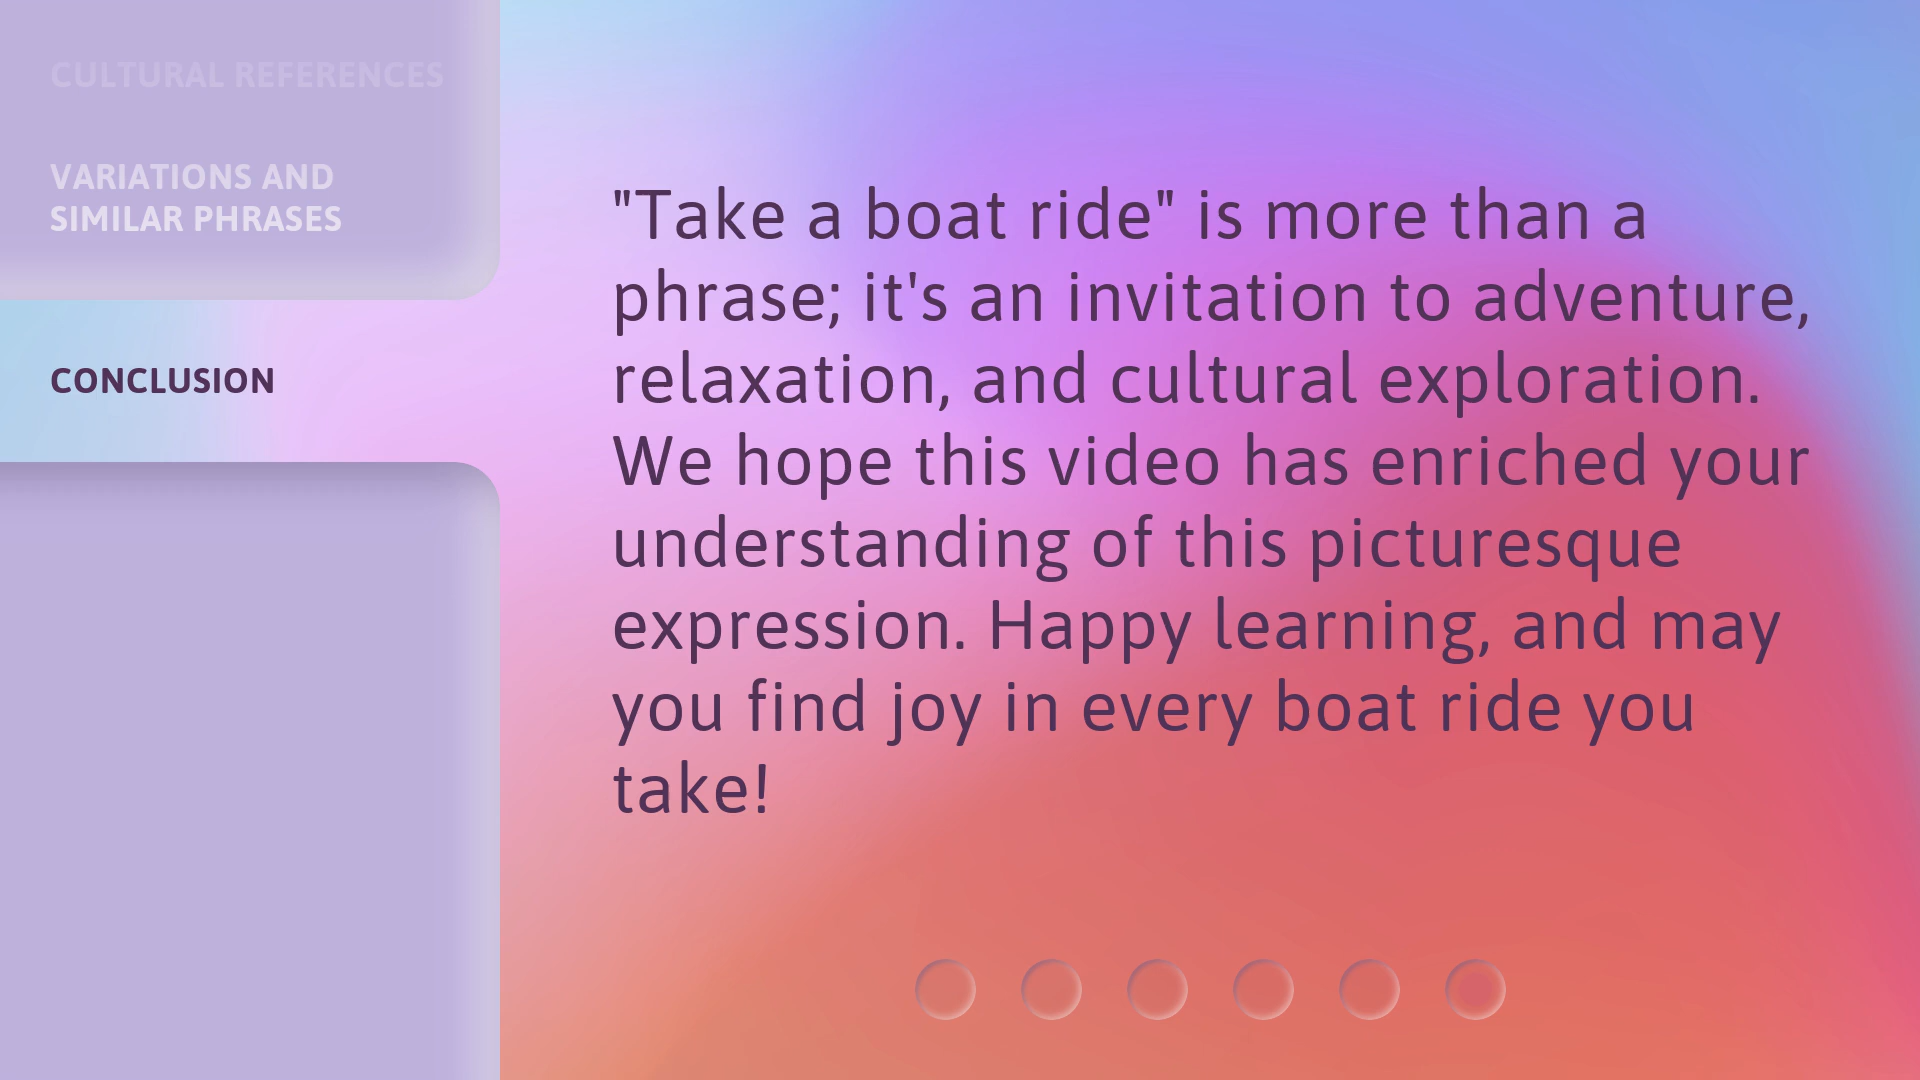 CULTURAL REFERENCES
VARIATIONS AND
SIMILAR PHRASES
CONCLUSION
"Take a boat ride" is more than a
phrase; it's an invitation to adventure,
relaxation, and cultural exploration.
We hope this video has enriched your
understanding of this picturesque
expression. Happy learning, and may
you find joy in every boat ride you
take!